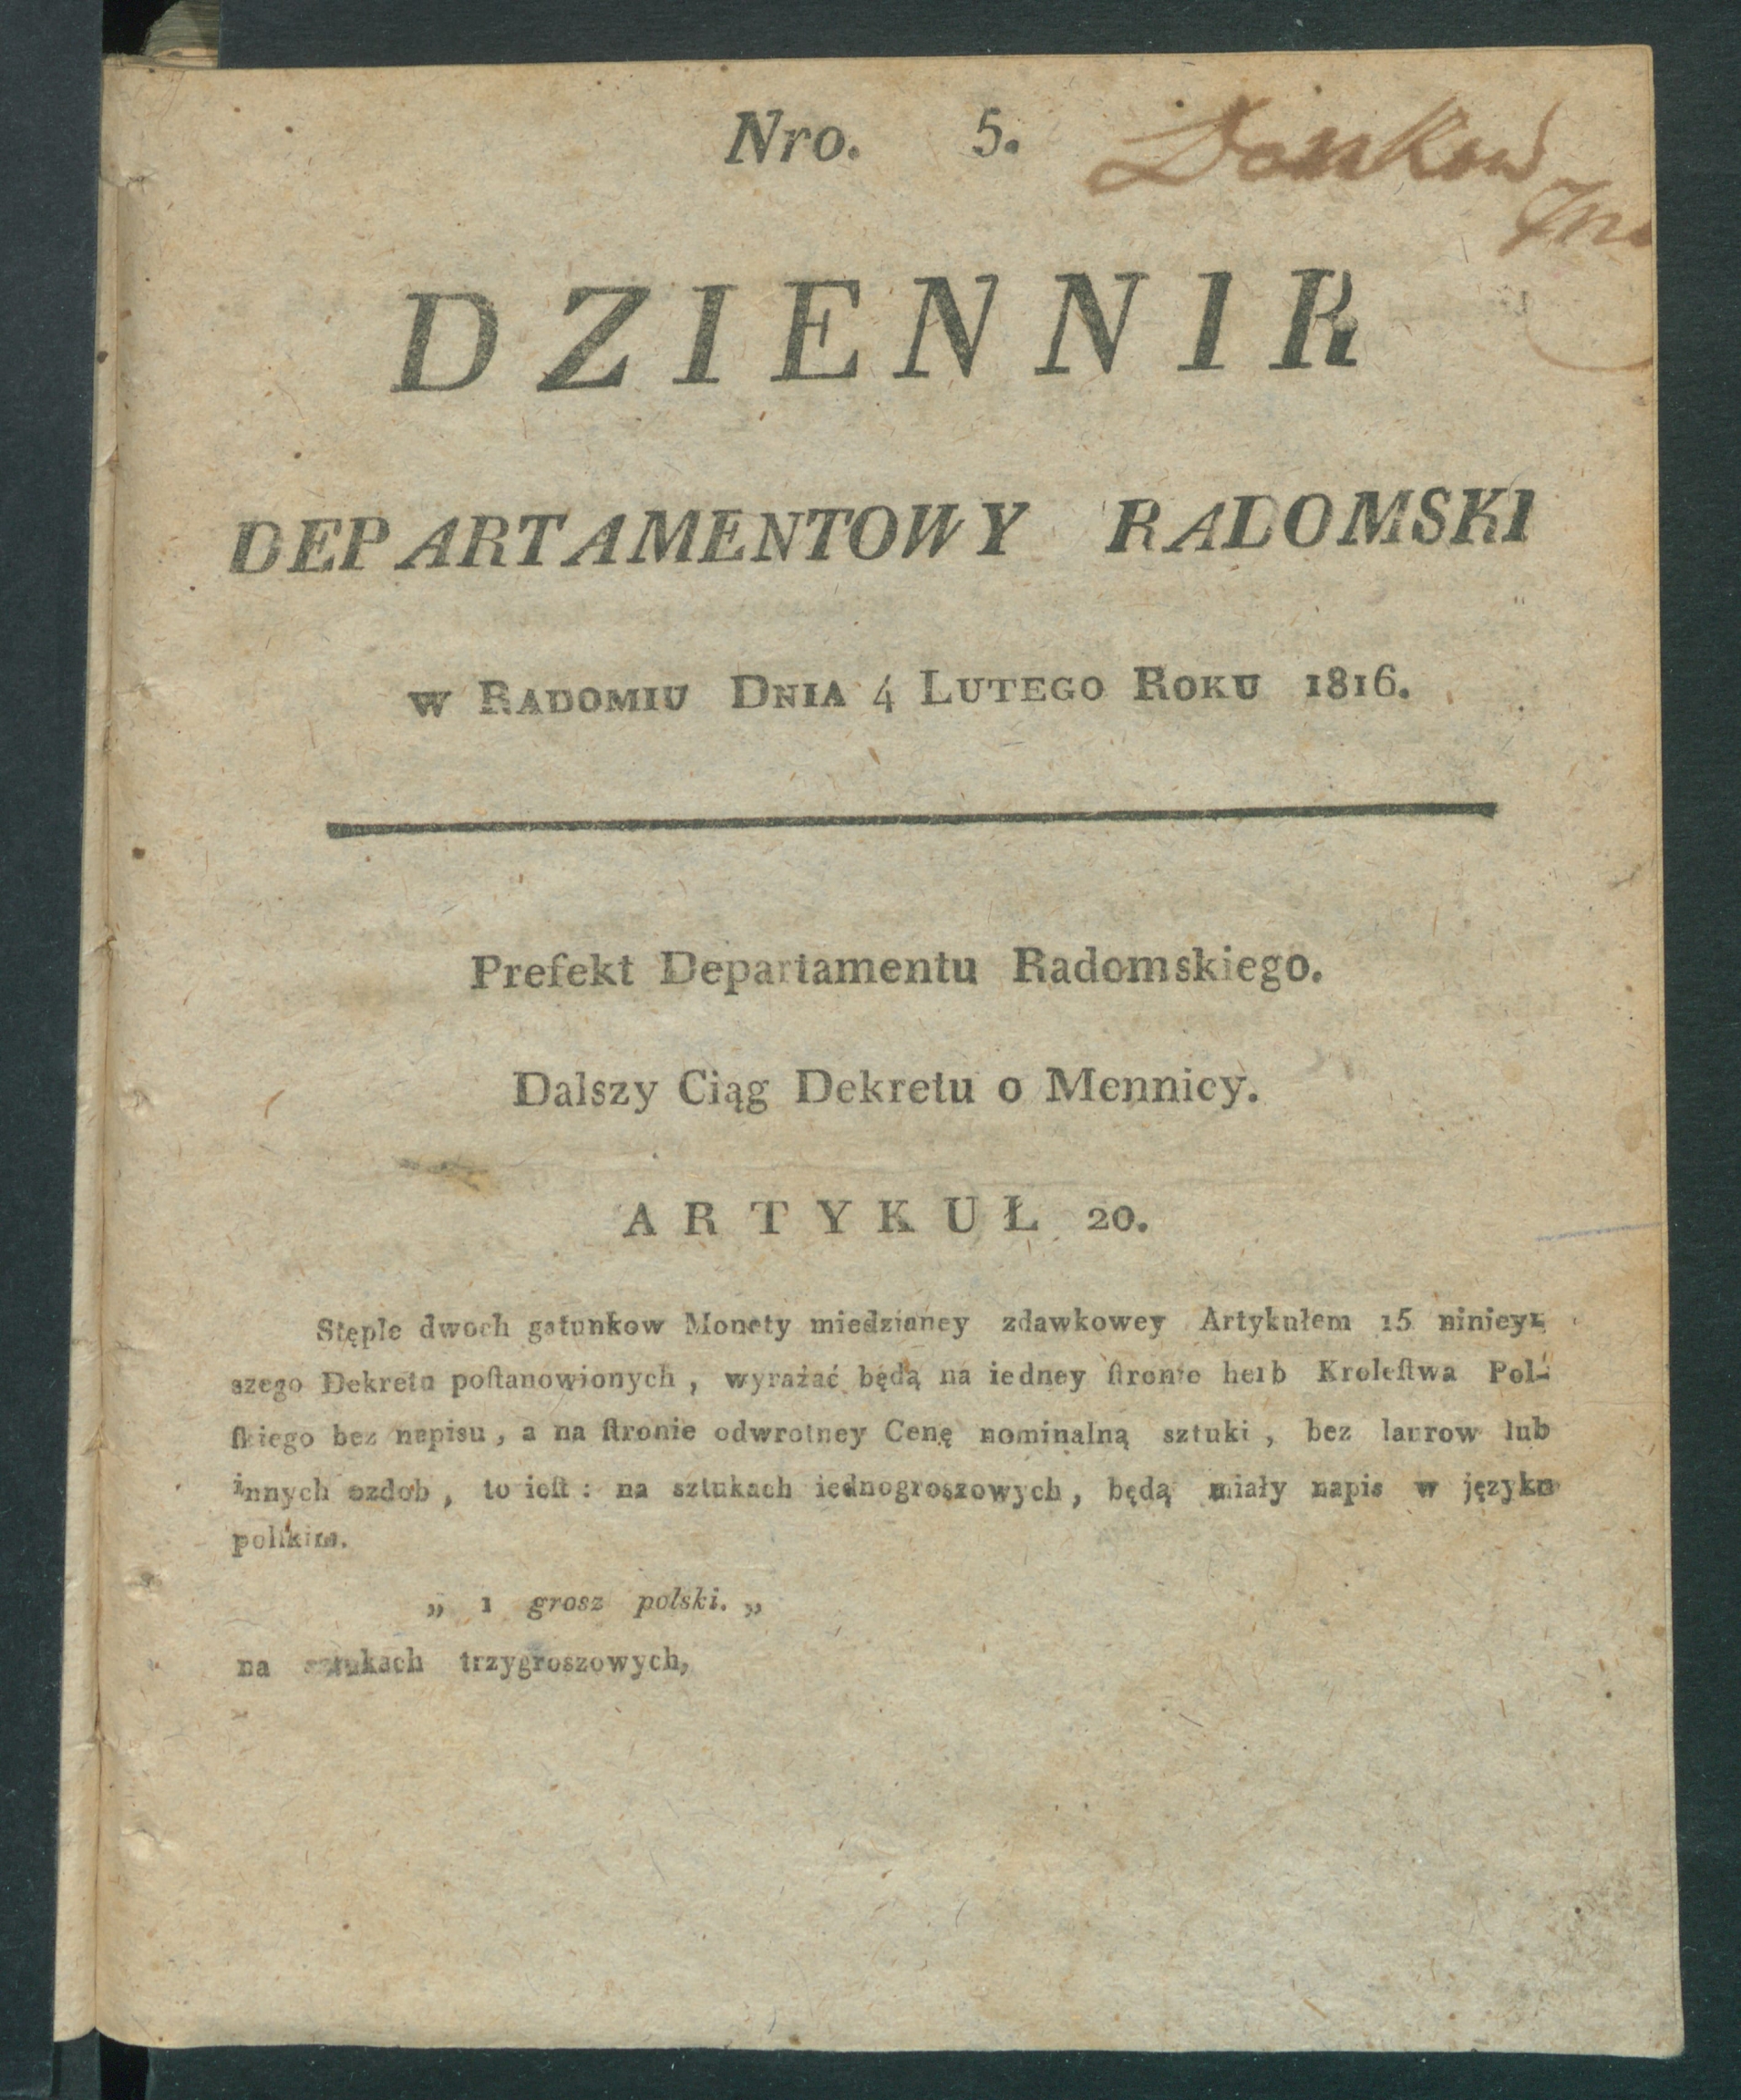 Nro. 5.
Dankow
DZIENNIK
DEPARTAMENTOWY RADOMSKI
w Radomiu Dnia 4 Lutego Roku 1816.
Prefekt Departamentu Radomskiego.
Dalszy Ciąg Dekretu o Mennicy.
ARTYKUŁ 20.
Stęple dwoch gatunkow Monety miedzianey zdawkowey Artykułem 15 niniey-
szego Dekretu poſtanowionych, wyrażać będą na iedney ſtronie herb Kroleſtwa Pol-
ſkiego bez napisu, a na ſtronie odwrotney Cenę nominalną sztuki, bez laurow lub
innych ozdob, to ieſt: na sztukach iednogroszowych, będą miały napis w języku
polſkim.
„ 1 grosz polski. „
na sztukach trzygroszowych,